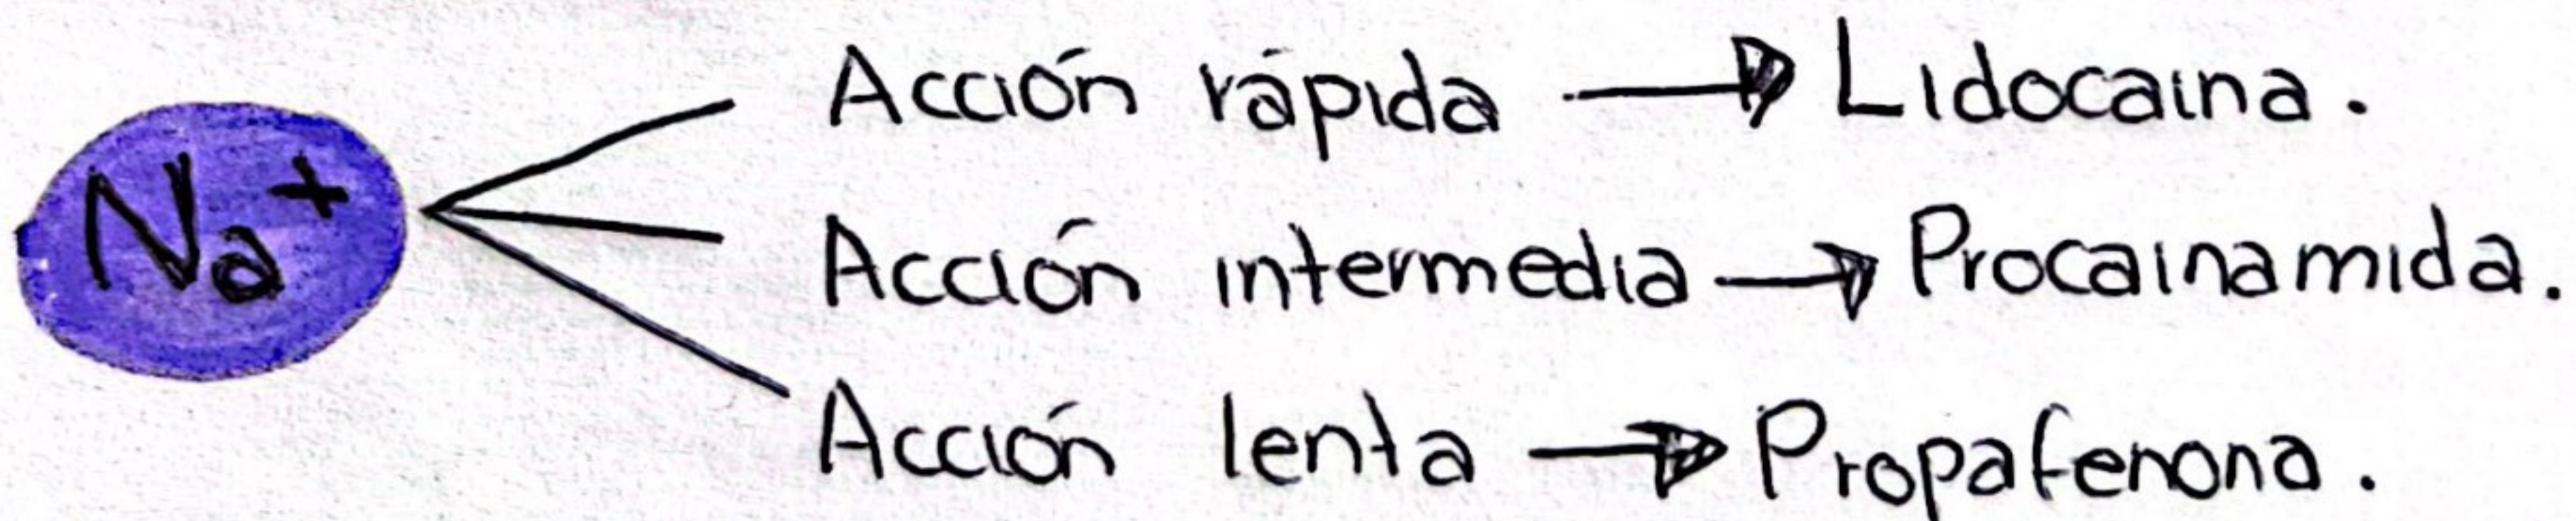 Na+
Acción rápida → Lidocaina.
Acción intermedia → Procainamida.
Acción lenta → Propafenona.